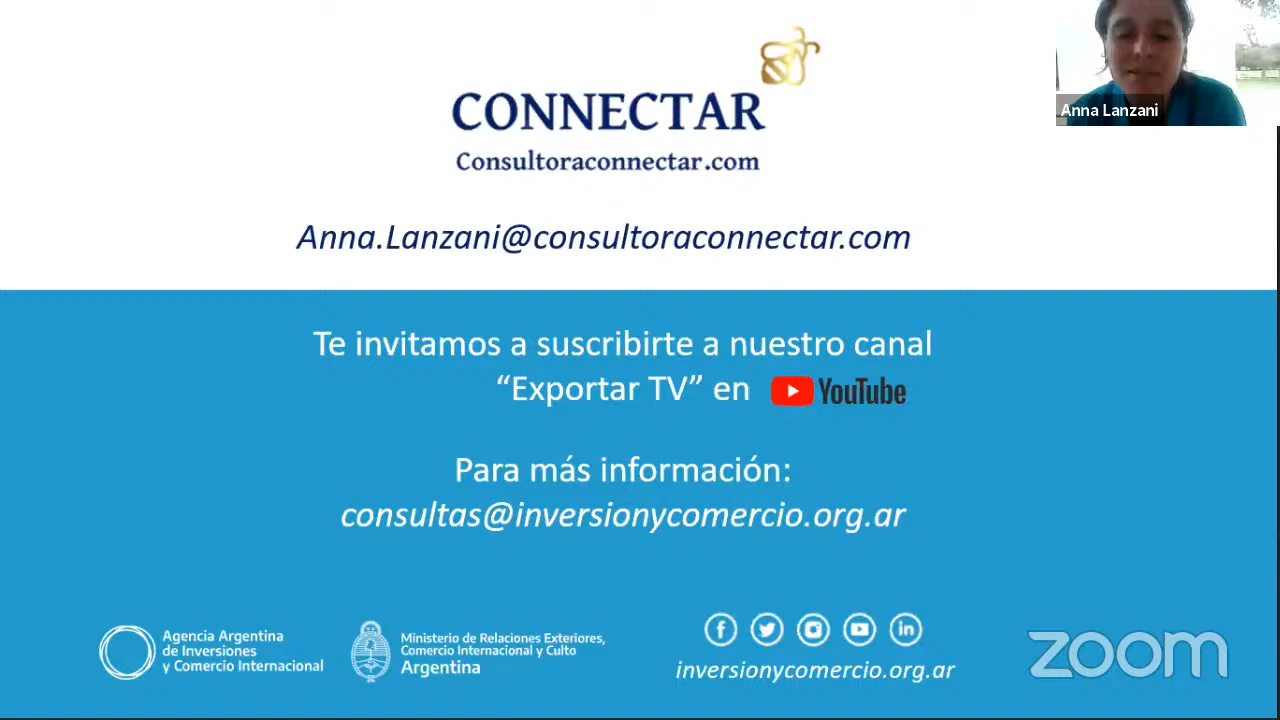 CONNECTAR
Consultoraconnectar.com
Anna Lanzani
Anna.Lanzani@consultoraconnectar.com
Te invitamos a suscribirte a nuestro canal
“Exportar TV” en YouTube
Para más información:
consultas@inversionycomercio.org.ar
Agencia Argentina
de Inversiones
y Comercio Internacional
Ministerio de Relaciones Exteriores,
Comercio Internacional y Culto
Argentina
inversionycomercio.org.ar
zoom